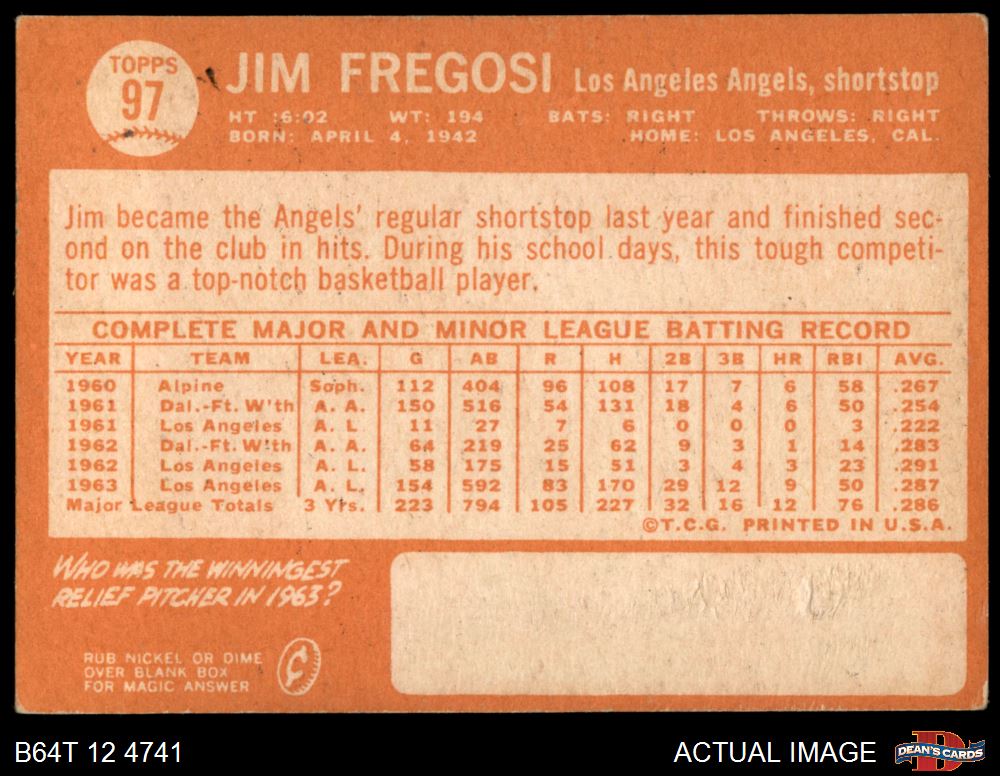 TOPPS
97
JIM FREGOSI Los Angeles Angels, shortstop
HT :6:02 WT: 194 BATS: RIGHT THROWS: RIGHT
BORN: APRIL 4, 1942 HOME: LOS ANGELES, CAL.
Jim became the Angels' regular shortstop last year and finished sec-
ond on the club in hits. During his school days, this tough competi-
tor was a top-notch basketball player.
COMPLETE MAJOR AND MINOR LEAGUE BATTING RECORD
YEAR TEAM LEA. G AB R H 2B 3B HR RBI AVG.
1960 Alpine Soph. 112 404 96 108 17 7 6 58 .267
1961 Dal.-Ft. W'th A. A. 150 516 54 131 18 4 6 50 .254
1961 Los Angeles A. L 11 27 7 6 0 0 0 3 .222
1962 Dal.-Ft. W'th A. A. 64 219 25 62 9 3 1 14 .283
1962 Los Angeles A. L. 58 175 15 51 3 4 3 23 .291
1963 Los Angeles A. L. 154 592 83 170 29 12 9 50 .287
Major League Totals 3 Yrs. 223 794 105 227 32 16 12 76 .286
©T.C.G. PRINTED IN U.S.A.
WHO WAS THE WINNINGEST
RELIEF PITCHER IN 1963?
RUB NICKEL OR DIME
OVER BLANK BOX
FOR MAGIC ANSWER
B64T 12 4741 ACTUAL IMAGE DEAN'S CARDS